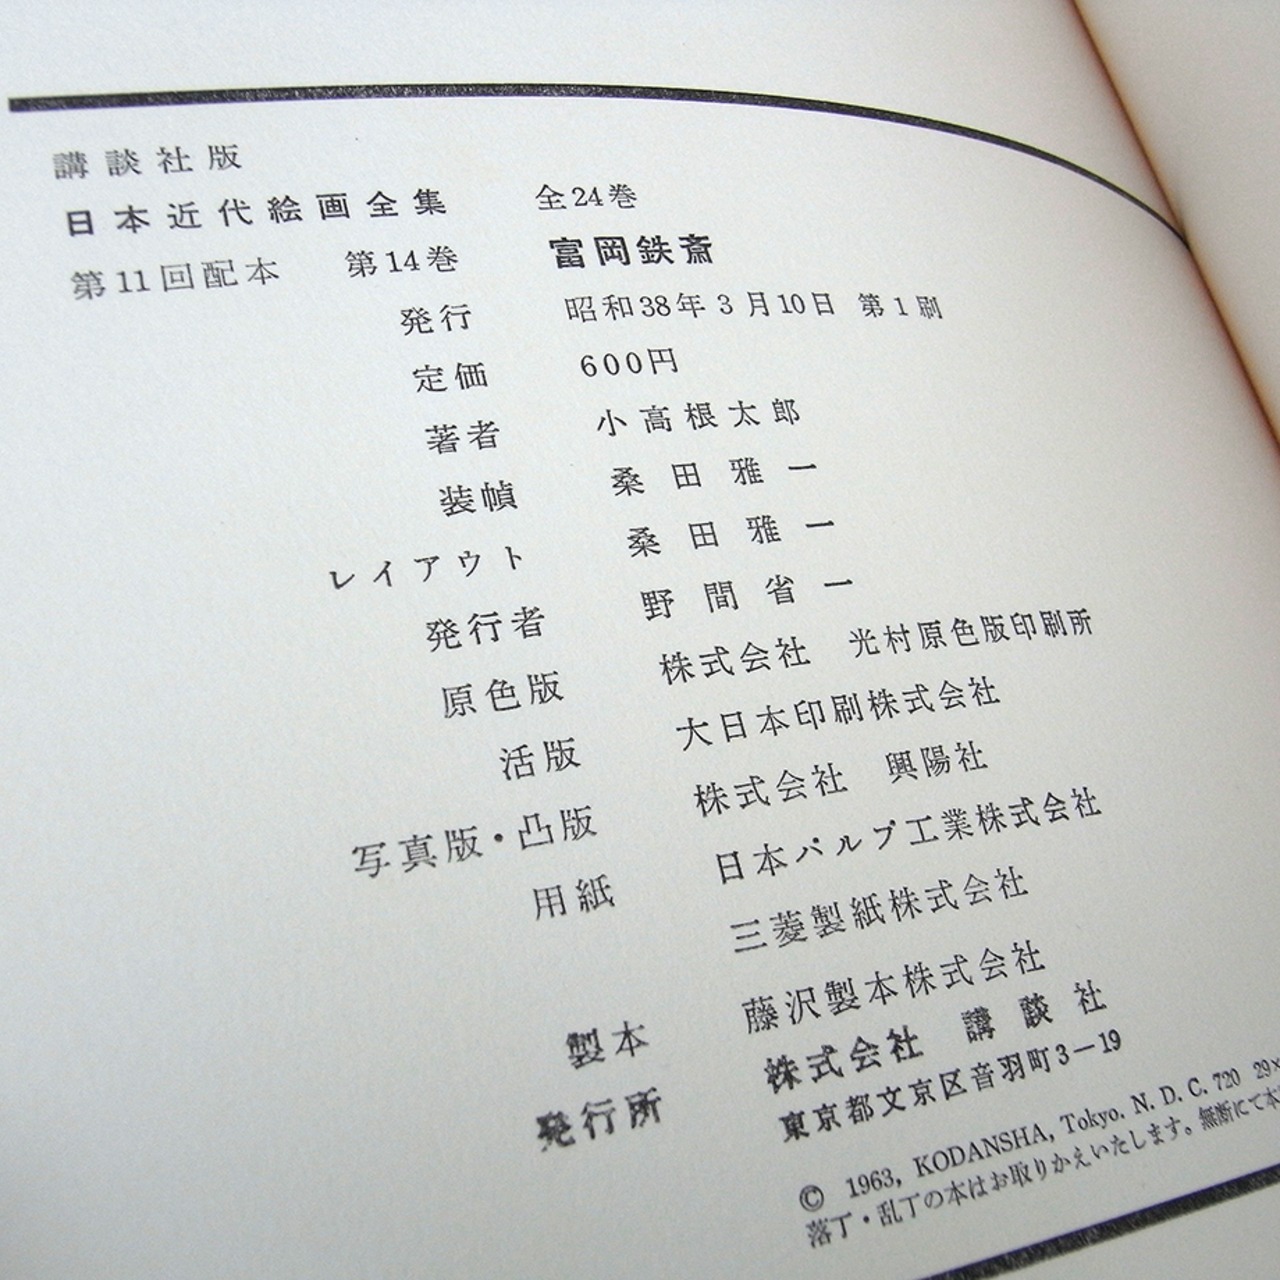 講談社版
日本近代絵画全集 全24巻
第11回配本 第14巻 富岡鉄斎
発行 昭和38年3月10日 第1刷
定価 600円
著者 小高根太郎
装幀 桑田雅一
レイアウト 桑田雅一
発行者 野間省一
原色版 株式会社 光村原色版印刷所
活版 大日本印刷株式会社
写真版・凸版 株式会社 興陽社
用紙 日本パルプ工業株式会社
三菱製紙株式会社
製本 藤沢製本株式会社
発行所 株式会社 講談社
東京都文京区音羽町3—19
© 1963, KODANSHA, Tokyo. N. D. C. 720 29×
落丁・乱丁の本はお取りかえいたします。無断にて本